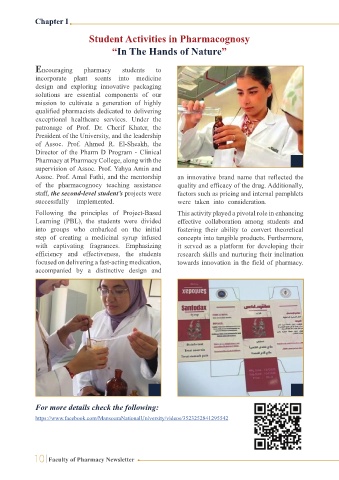 Chapter 1
Student Activities in Pharmacognosy
“In The Hands of Nature”
Encouraging pharmacy students to
incorporate plant scents into medicine
design and exploring innovative packaging
solutions are essential components of our
mission to cultivate a generation of highly
qualified pharmacists dedicated to delivering
exceptional healthcare services. Under the
patronage of Prof. Dr. Cherif Khater, the
President of the University, and the leadership
of Assoc. Prof. Ahmed R. El-Sheakh, the
Director of the Pharm D Program - Clinical
Pharmacy at Pharmacy College, along with the
supervision of Assoc. Prof. Yahya Amin and
Assoc. Prof. Amal Fathi, and the mentorship
of the pharmacognosy teaching assistance
staff, the second-level student’s projects were
successfully implemented.
Following the principles of Project-Based
Learning (PBL), the students were divided
into groups who embarked on the initial
step of creating a medicinal syrup infused
with captivating fragrances. Emphasizing
efficiency and effectiveness, the students
focused on delivering a fast-acting medication,
accompanied by a distinctive design and
an innovative brand name that reflected the
quality and efficacy of the drug. Additionally,
factors such as pricing and internal pamphlets
were taken into consideration.
This activity played a pivotal role in enhancing
effective collaboration among students and
fostering their ability to convert theoretical
concepts into tangible products. Furthermore,
it served as a platform for developing their
research skills and nurturing their inclination
towards innovation in the field of pharmacy.
Santodax
For more details check the following:
10 Faculty of Pharmacy Newsletter